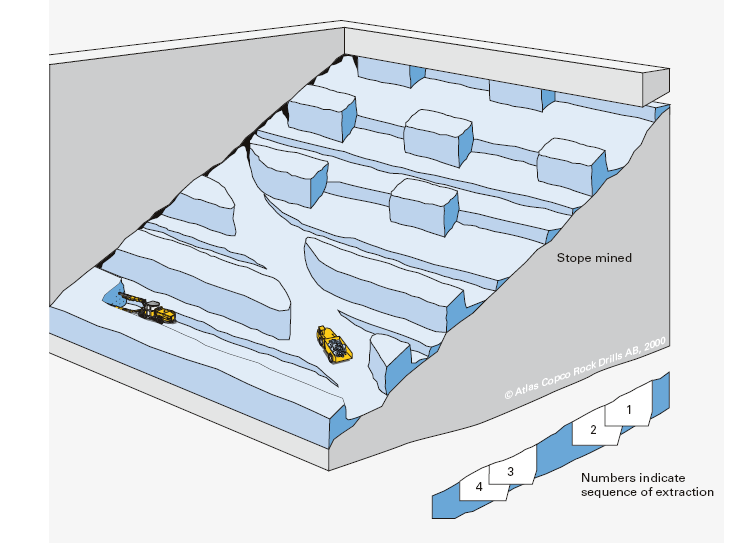 Stope mined
© Atlas Copco Rock Drills AB, 2000
1
2
3
4
Numbers indicate
sequence of extraction